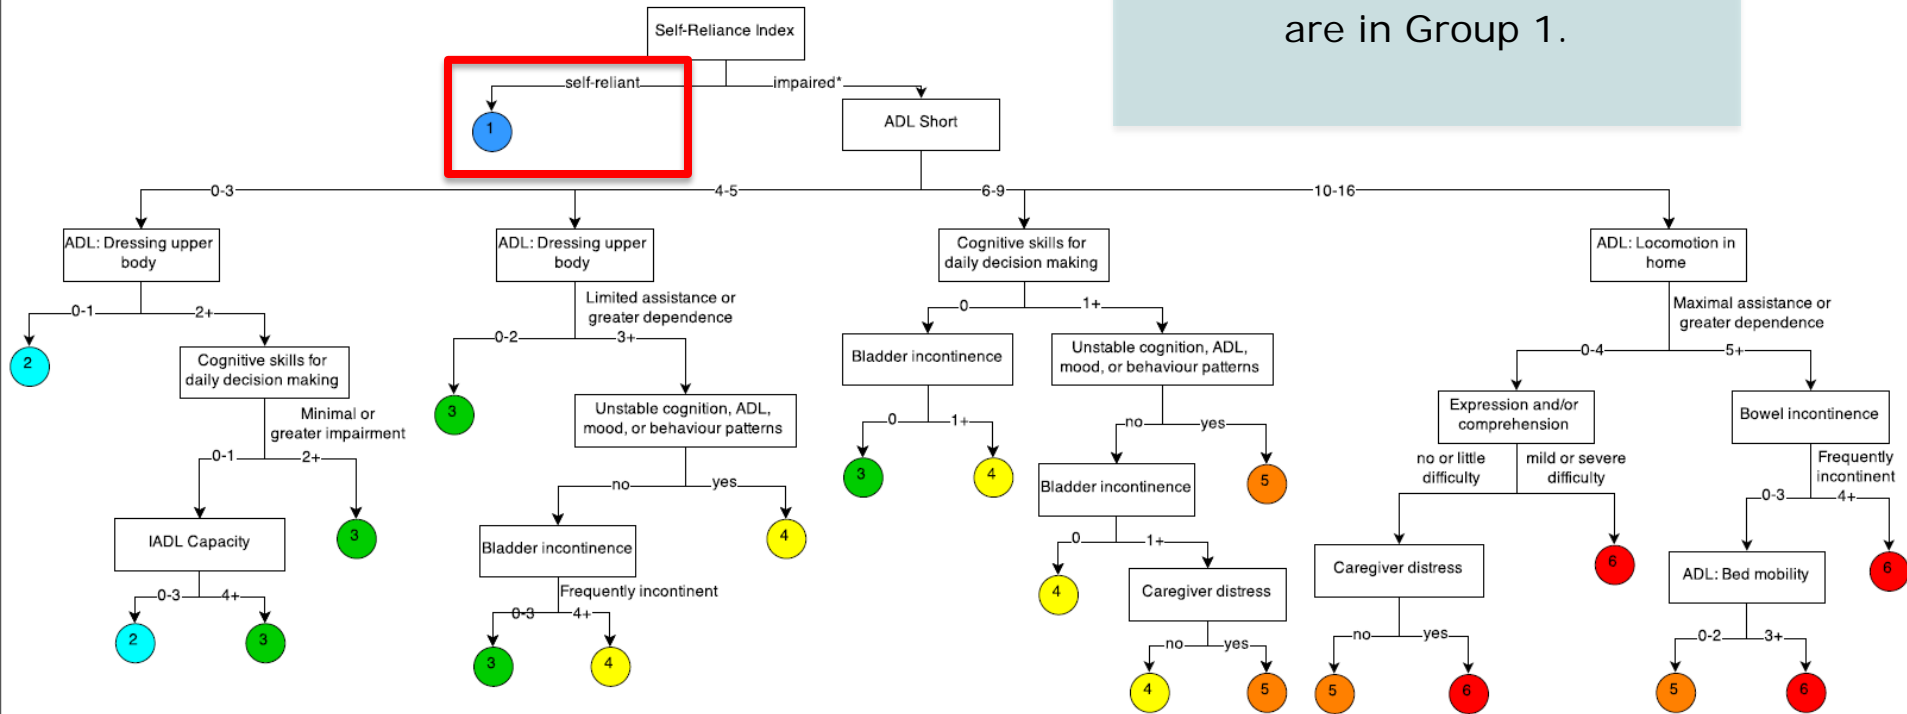 are in Group 1.
Self-Reliance Index
self-reliant
impaired*
1
ADL Short
0-3
4-5
6-9
10-16
ADL: Dressing upper
body
ADL: Dressing upper
body
Cognitive skills for
daily decision making
ADL: Locomotion in
home
0-1
2+
Limited assistance or
greater dependence
0-2
3+
0
1+
Maximal assistance or
greater dependence
0-4
5+
2
Cognitive skills for
daily decision making
3
Unstable cognition, ADL,
mood, or behaviour patterns
Bladder incontinence
Unstable cognition, ADL,
mood, or behaviour patterns
Expression and/or
comprehension
Bowel incontinence
Minimal or
greater impairment
0-1
2+
no
yes
0
1+
no
yes
no or little
difficulty
mild or severe
difficulty
Frequently
incontinent
0-3
4+
3
4
Bladder incontinence
5
IADL Capacity
3
Bladder incontinence
4
0
1+
Caregiver distress
6
ADL: Bed mobility
6
0-3
4+
Frequently incontinent
0-3
4+
4
Caregiver distress
no
yes
no
yes
0-2
3+
2
3
3
4
4
5
5
6
5
6